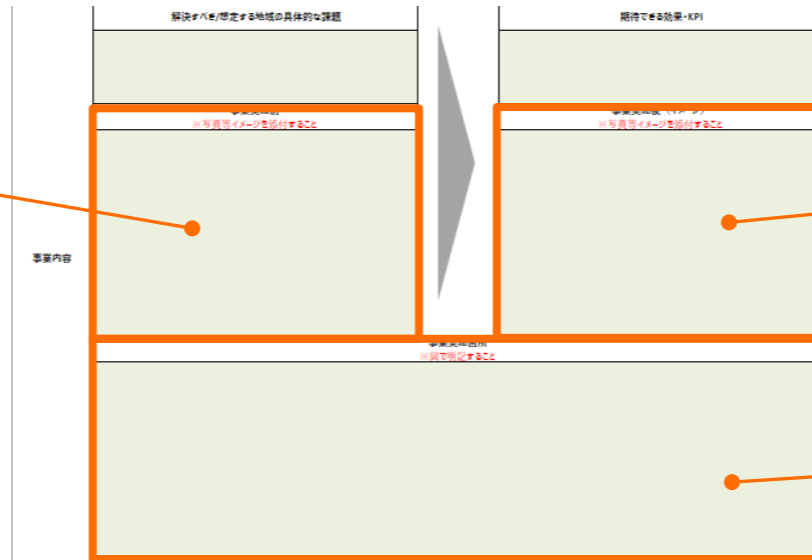 解決すべき/想定する地域の具体的な課題
期待できる効果・KPI
※写真等イメージを添付すること
※写真等イメージを添付すること
事業内容
※図で明記すること